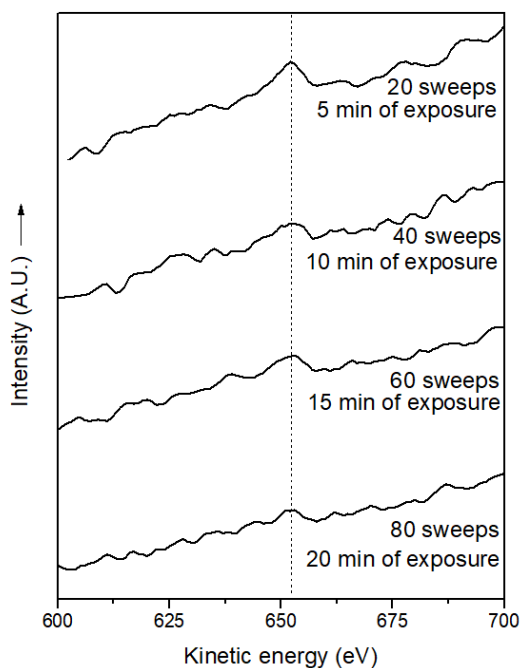 20 sweeps
5 min of exposure
40 sweeps
10 min of exposure
60 sweeps
15 min of exposure
80 sweeps
20 min of exposure
Intensity (A.U.)
600 625 650 675 700
Kinetic energy (eV)